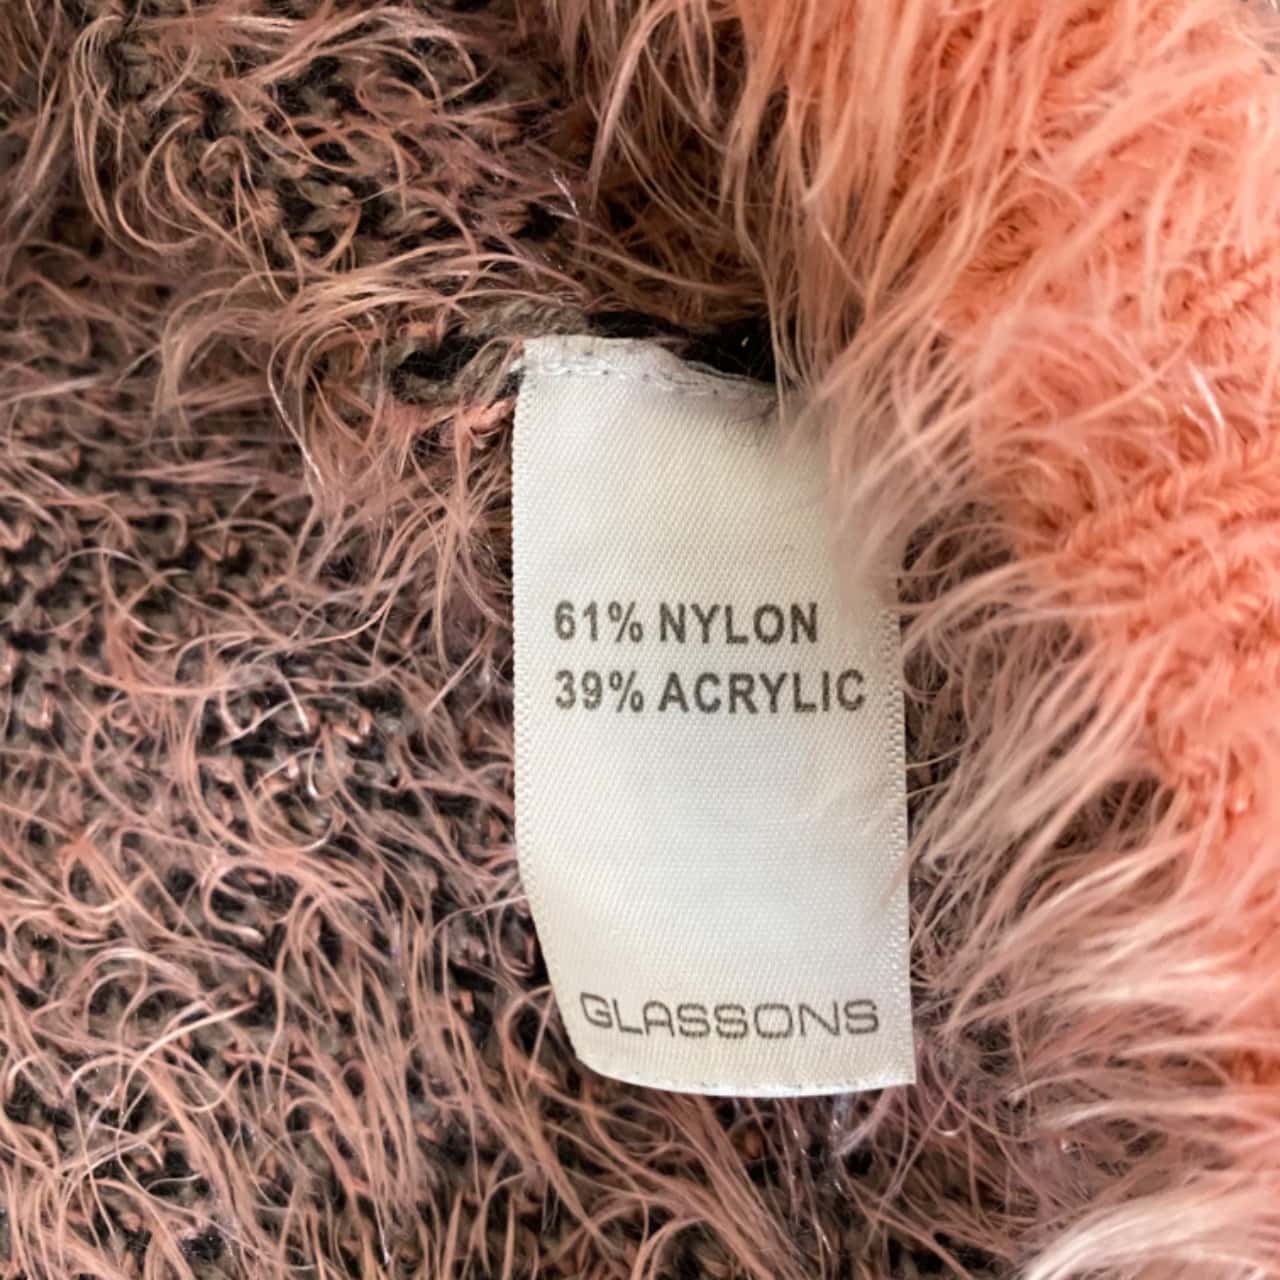 61% NYLON
39% ACRYLIC
GLASSONS